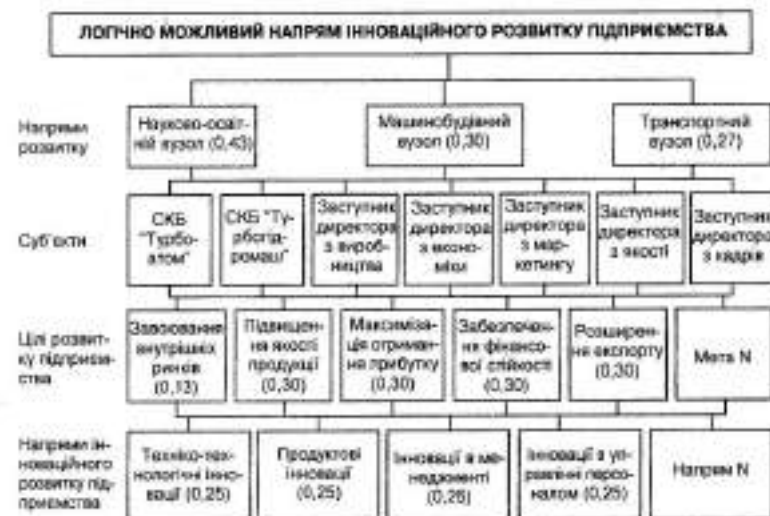 ЛОГІЧНО МОЖЛИВИЙ НАПРЯМ ІННОВАЦІЙНОГО РОЗВИТКУ ПІДПРИЄМСТВА
Напрями
розвитку
Науково-осві-
тній вузол (0,43)
Машинобудівний
вузол (0,30)
Транспортний
вузол (0,27)
Суб'єкти
СКБ
"Турбо-
атом"
СКБ "Ту-
рбогід-
ромаш"
Заступник
директора
з вироб-
ництва
Заступник
директора
з еконо-
міки
Заступник
директора
з мар-
кетингу
Заступник
директора
з якості
Заступник
директора
з кадрів
Цілі розвит-
ку підприєм-
ства
Завоювання
внутрішніх
ринків
(0,13)
Підвищен-
ня якості
продукції
(0,30)
Максиміза-
ція отриман-
ня прибутку
(0,30)
Забезпечен-
ня фінансо-
вої стійкості
(0,30)
Розширен-
ня експорту
(0,30)
Мета N
Напрями ін-
новаційного
розвитку під-
приємства
Техніко-тех-
нологічні інно-
вації (0,25)
Продуктові
інновації
(0,25)
Інновації в ме-
неджменті
(0,25)
Інновації в уп-
равлінні персо-
налом (0,25)
Напрям N